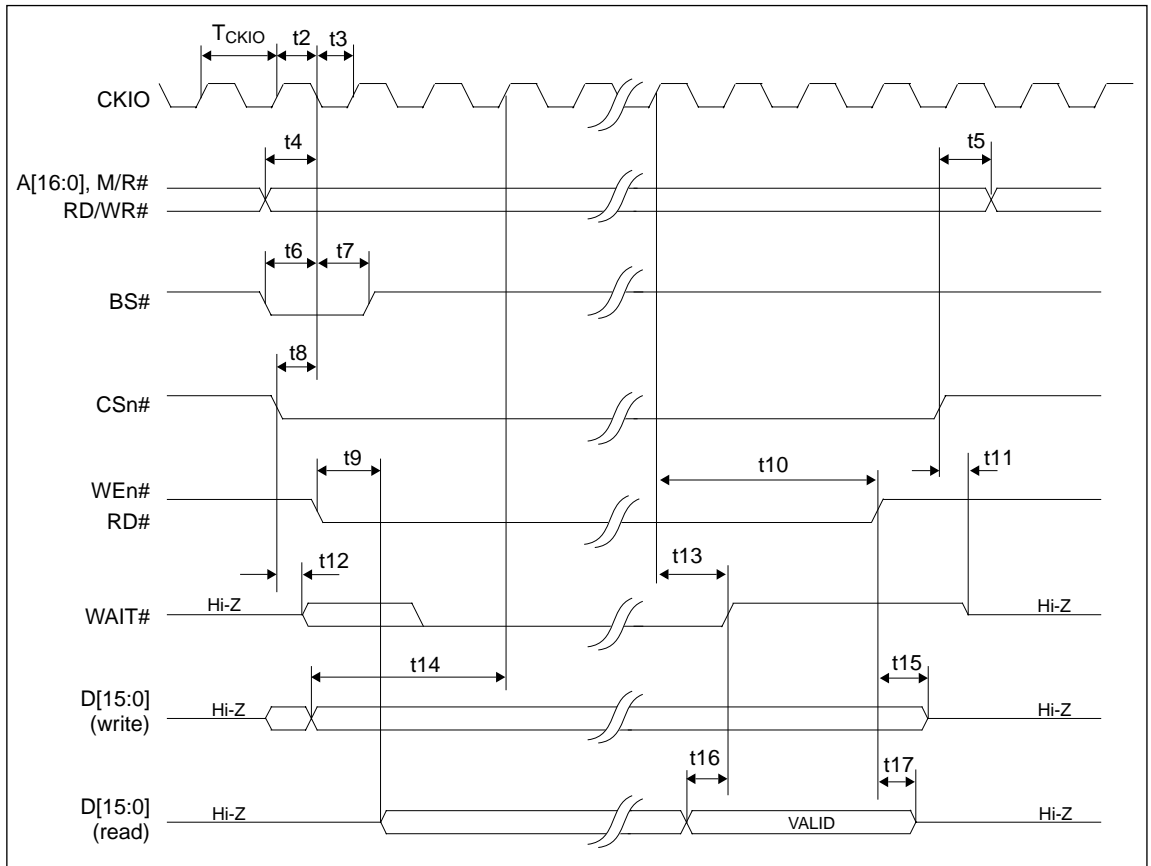 TCKIO t2 t3
CKIO
t4 t5
A[16:0], M/R#
RD/WR#
t6 t7
BS#
t8
CSn#
t9 t10 t11
WEn#
RD#
t12 t13
Hi-Z Hi-Z
WAIT#
t14 t15
D[15:0]
(write)
Hi-Z Hi-Z
t16 t17
D[15:0]
(read)
Hi-Z VALID Hi-Z